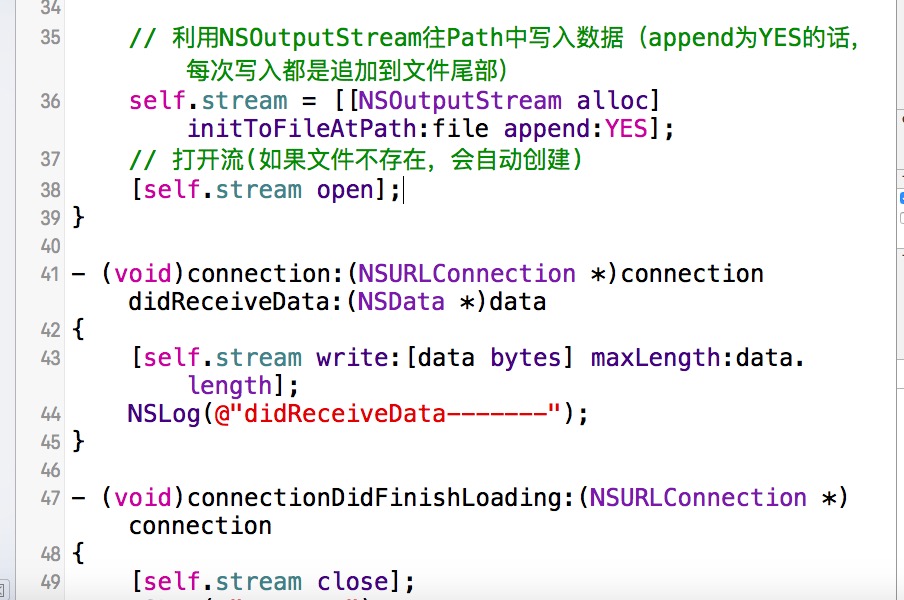 34
35 // 利用NSOutputStream往Path中写入数据（append为YES的话，
每次写入都是追加到文件尾部）
36 self.stream = [[NSOutputStream alloc]
initToFileAtPath:file append:YES];
37 // 打开流(如果文件不存在，会自动创建)
38 [self.stream open];
39 }
40
41 - (void)connection:(NSURLConnection *)connection
didReceiveData:(NSData *)data
42 {
43 [self.stream write:[data bytes] maxLength:data.
length];
44 NSLog(@"didReceiveData-------");
45 }
46
47 - (void)connectionDidFinishLoading:(NSURLConnection *)
connection
48 {
49 [self.stream close];